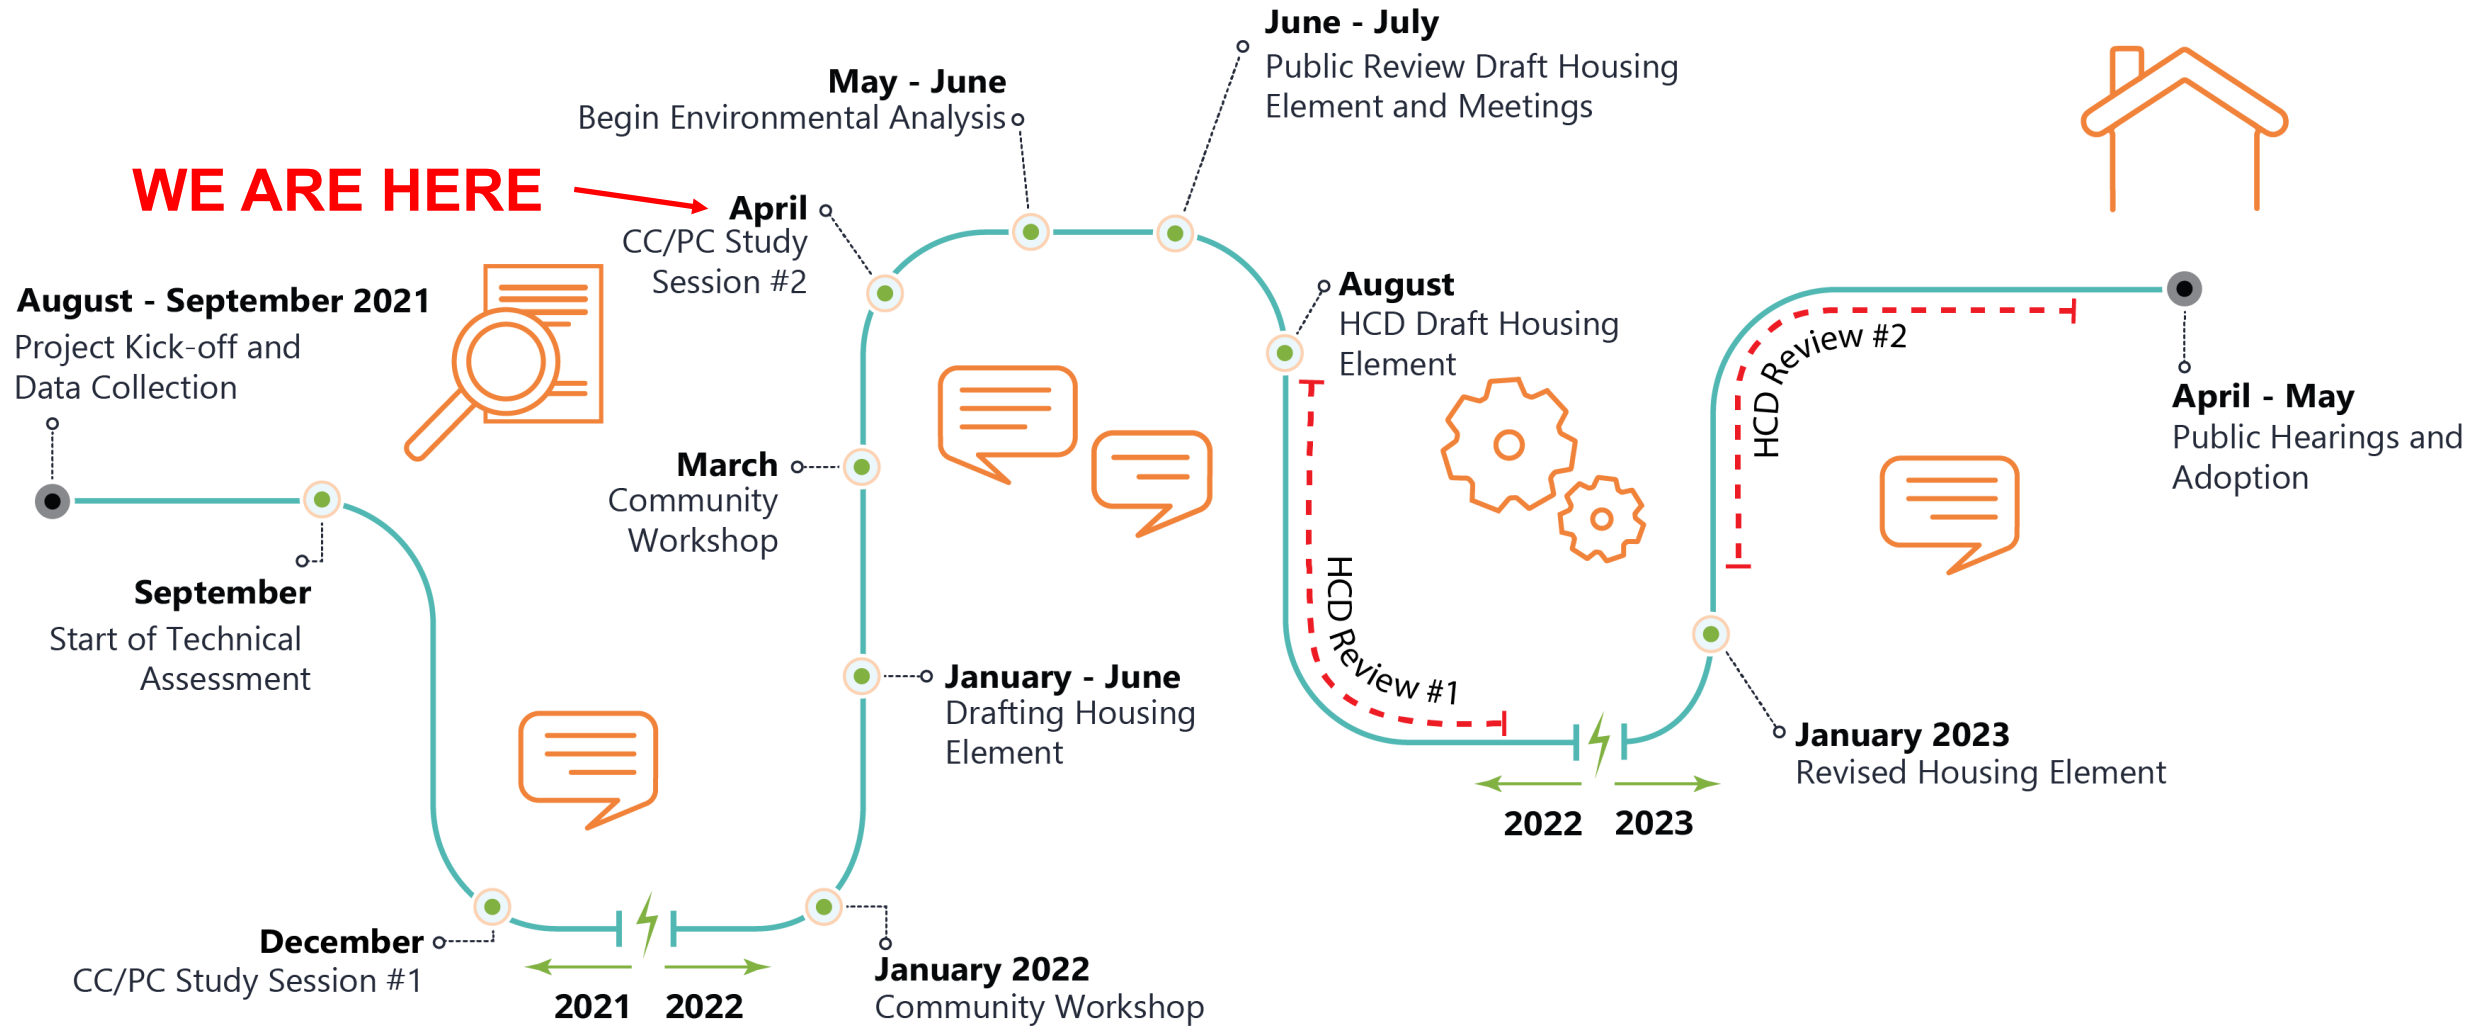 August - September 2021
Project Kick-off and
Data Collection
September
Start of Technical
Assessment
December
CC/PC Study Session #1
2021
2022
January 2022
Community Workshop
January - June
Drafting Housing
Element
March
Community
Workshop
WE ARE HERE
April
CC/PC Study
Session #2
May - June
Begin Environmental Analysis
June - July
Public Review Draft Housing
Element and Meetings
August
HCD Draft Housing
Element
HCD Review #1
2022
2023
January 2023
Revised Housing Element
HCD Review #2
April - May
Public Hearings and
Adoption